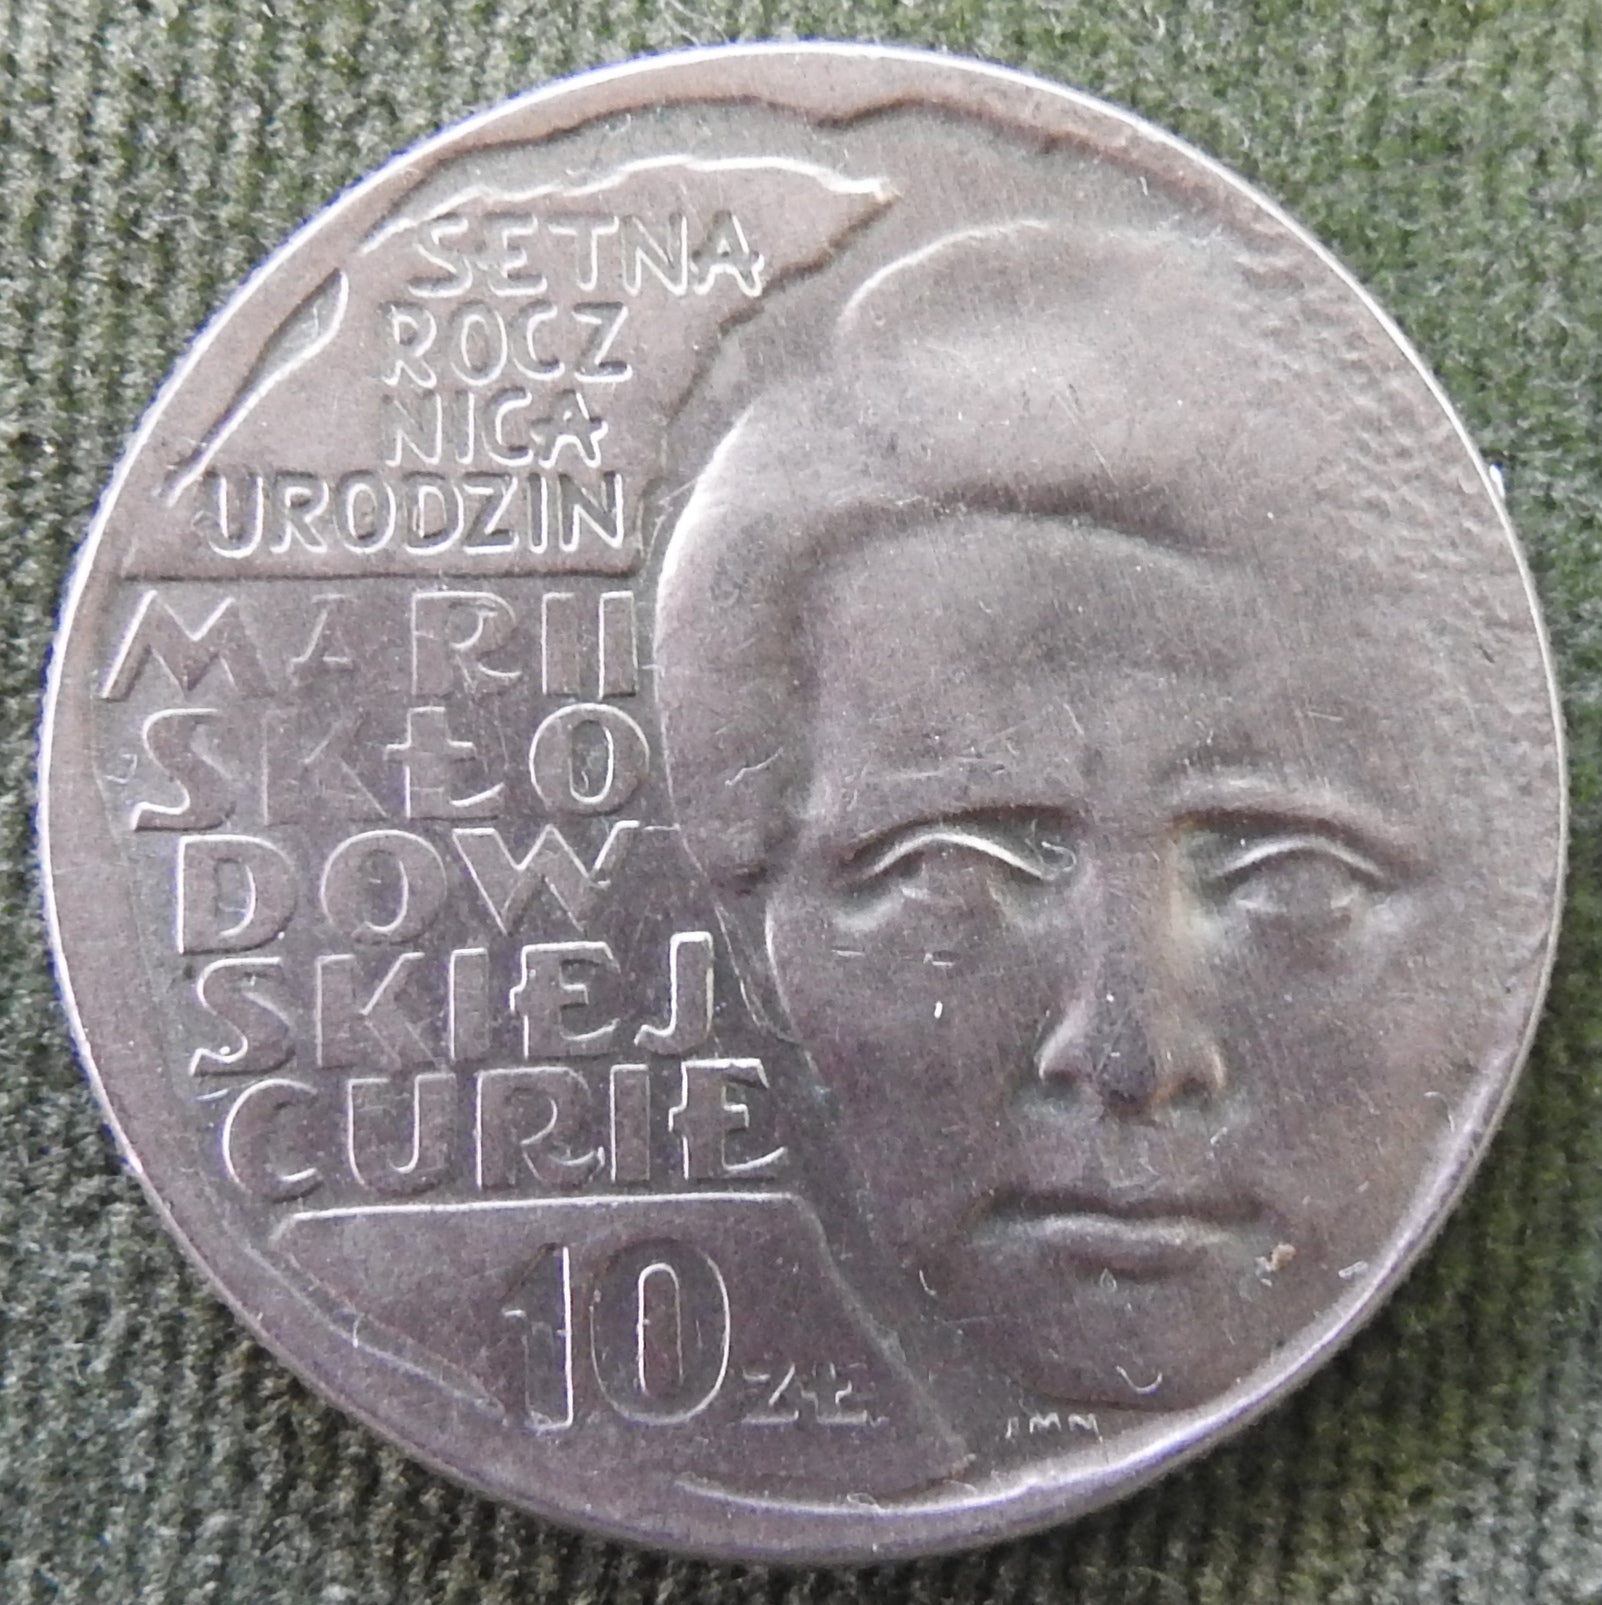 SETNA
ROCZ
NICA
URODZIN
MARII
SKŁO
DOW
SKIEJ
CURIE
10 ZŁ